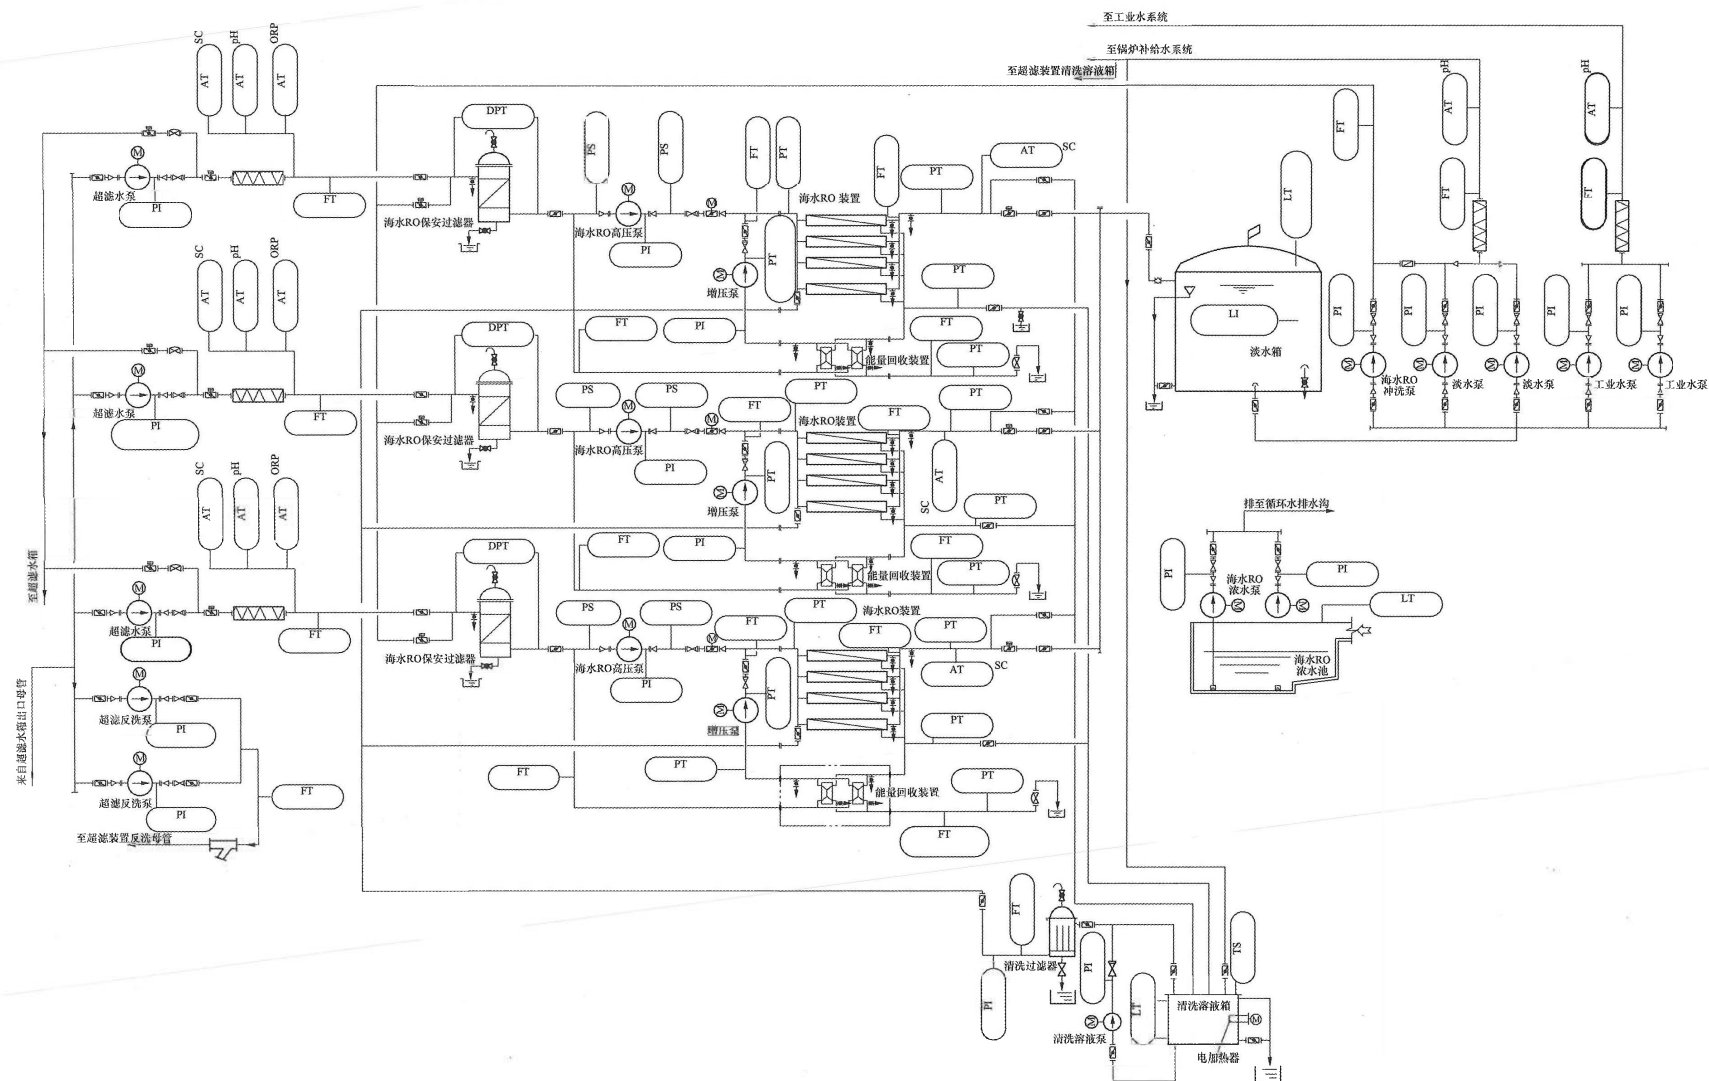 至工业水系统
至锅炉补给水系统
至超滤装置清洗溶液箱
SC
pH
ORP
AT
AT
AT
M
超滤水泵
PI
FT
DPT
海水RO保安过滤器
PS
PS
M
海水RO高压泵
PI
M
FT
PT
PT
M
增压泵
海水RO 装置
FT
PT
AT
SC
PT
FT
PI
FT
PT
能量回收装置
FT
pH
AT
FT
pH
AT
FT
LT
LI
淡水箱
PI
M
海水RO
冲洗泵
PI
M
淡水泵
PI
M
淡水泵
PI
M
工业水泵
PI
M
工业水泵
SC
pH
ORP
AT
AT
AT
M
超滤水泵
PI
FT
DPT
海水RO保安过滤器
PS
PS
M
海水RO高压泵
PI
M
FT
PT
PT
M
增压泵
海水RO装置
FT
PT
AT
SC
PT
FT
PI
FT
PT
能量回收装置
SC
pH
ORP
AT
AT
AT
至超滤水箱
M
超滤水泵
PI
FT
DPT
海水RO保安过滤器
PS
PS
M
海水RO高压泵
PI
M
FT
PT
PT
M
增压泵
海水RO装置
FT
PT
AT
SC
PT
FT
PT
PT
FT
能量回收装置
排至循环水排水沟
PI
海水RO
浓水泵
M
M
PI
LT
海水RO
浓水池
来自超滤水箱出口母管
M
超滤反洗泵
PI
M
超滤反洗泵
PI
FT
至超滤装置反洗母管
FT
PI
清洗过滤器
PI
M
清洗溶液泵
LT
TS
清洗溶液箱
M
电加热器